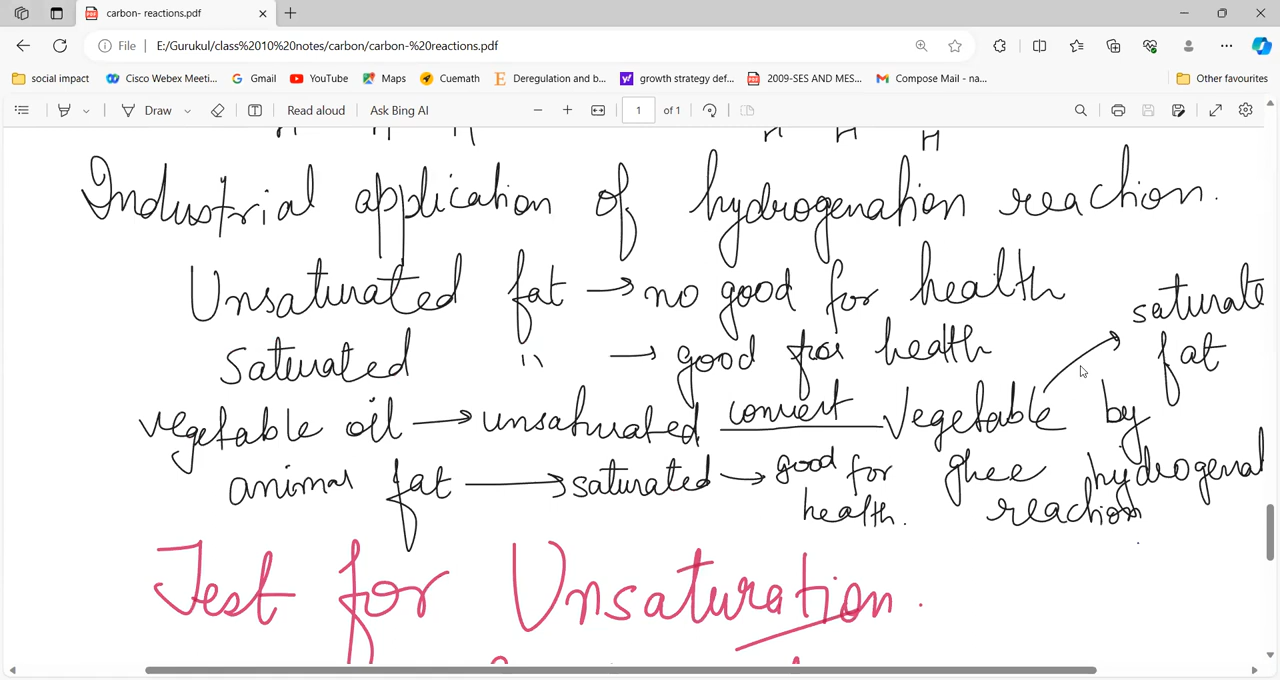 carbon- reactions.pdf
File E:/Gurukul/class%2010%20notes/carbon/carbon-%20reactions.pdf
social impact Cisco Webex Meeti... Gmail YouTube Maps Cuemath Deregulation and b... growth strategy def... 2009-SES AND MES... Compose Mail - na... Other favourites
Draw Read aloud Ask Bing AI 1 of 1
H H H H H H
Industrial application of hydrogenation reaction.
Unsaturated fat → no good for health
Saturated " → good for health
saturate
fat
vegetable oil → unsaturated convert vegetable by
animal fat → saturated → good for ghee hydrogenat
health. reaction
Test for Unsaturation.